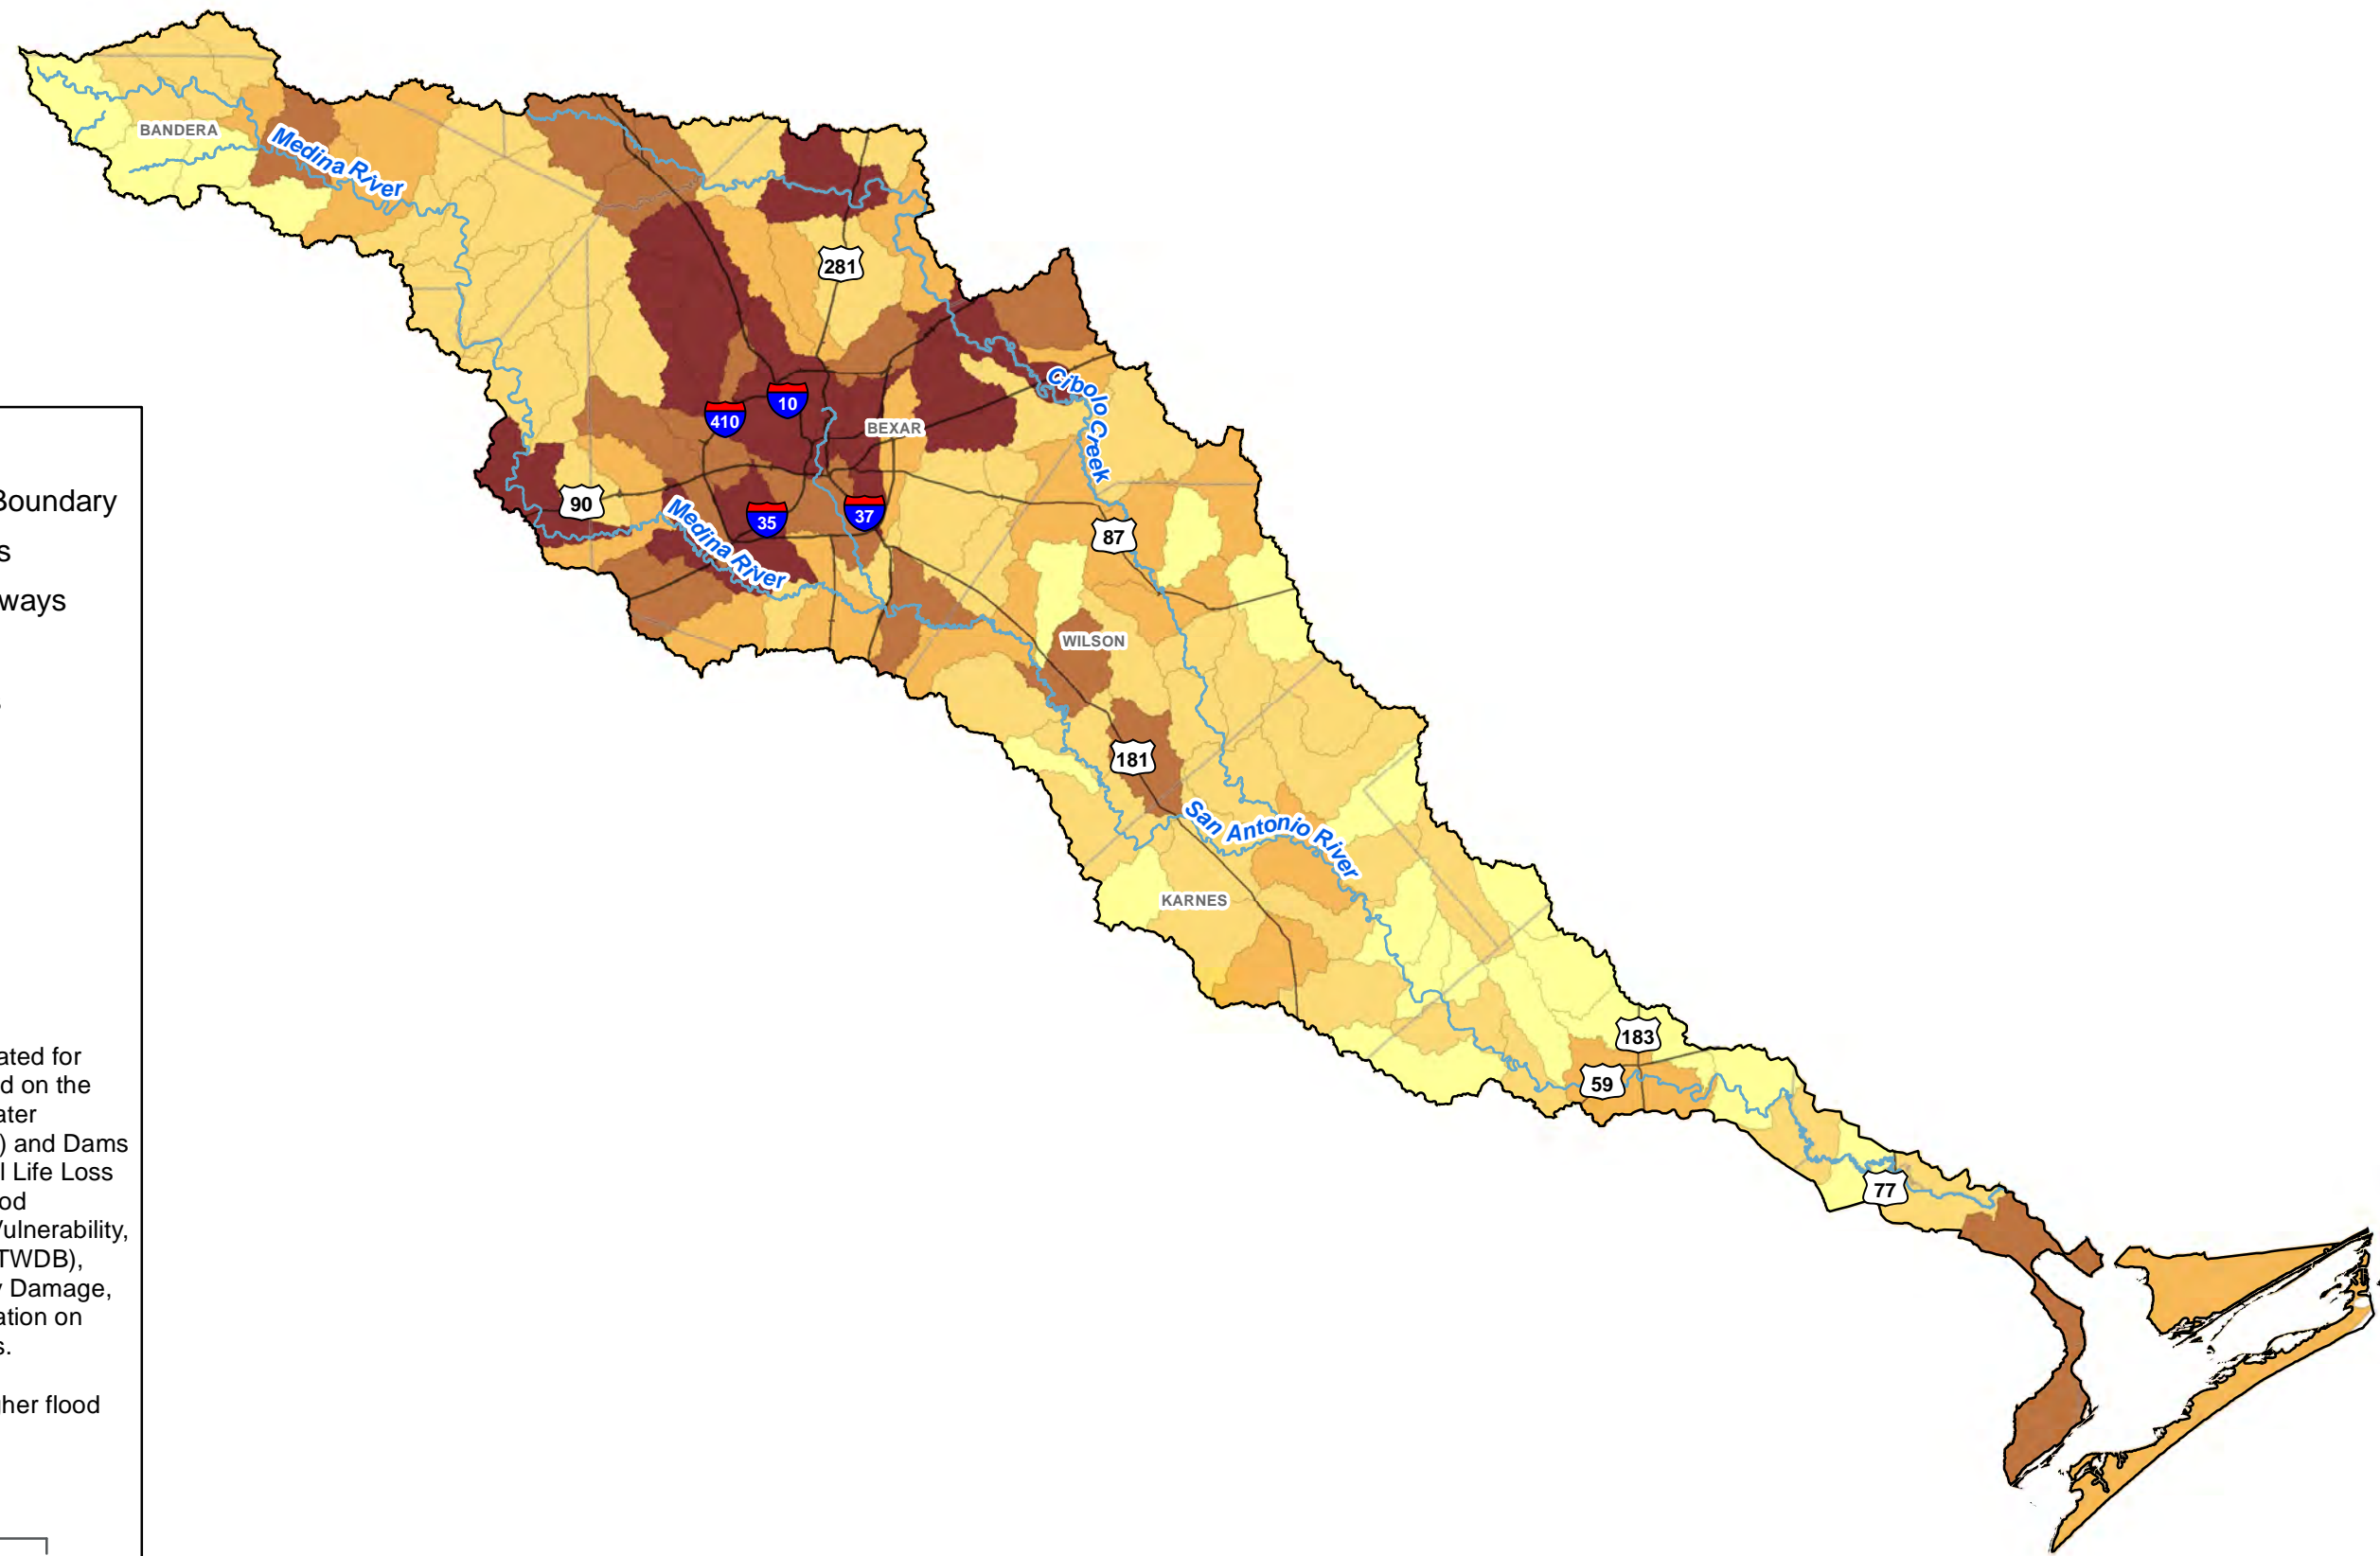 BANDERA
Medina River
281
Cibolo Creek
10
410
BEXAR
90
Medina River
35
37
87
WILSON
181
San Antonio River
KARNES
183
59
77
Boundary
s
ways
ated for
d on the
ater
) and Dams
l Life Loss
od
Vulnerability,
TWDB),
y Damage,
ation on
s.
her flood